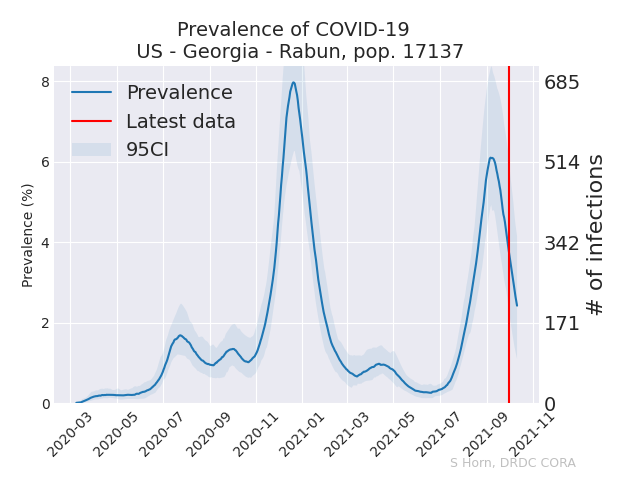 Prevalence of COVID-19
US - Georgia - Rabun, pop. 17137
Prevalence
Latest data
95CI
Prevalence (%)
8
6
4
2
0
685
514
342
171
0
# of infections
2020-03
2020-05
2020-07
2020-09
2020-11
2021-01
2021-03
2021-05
2021-07
2021-09
2021-11
S Horn, DRDC CORA